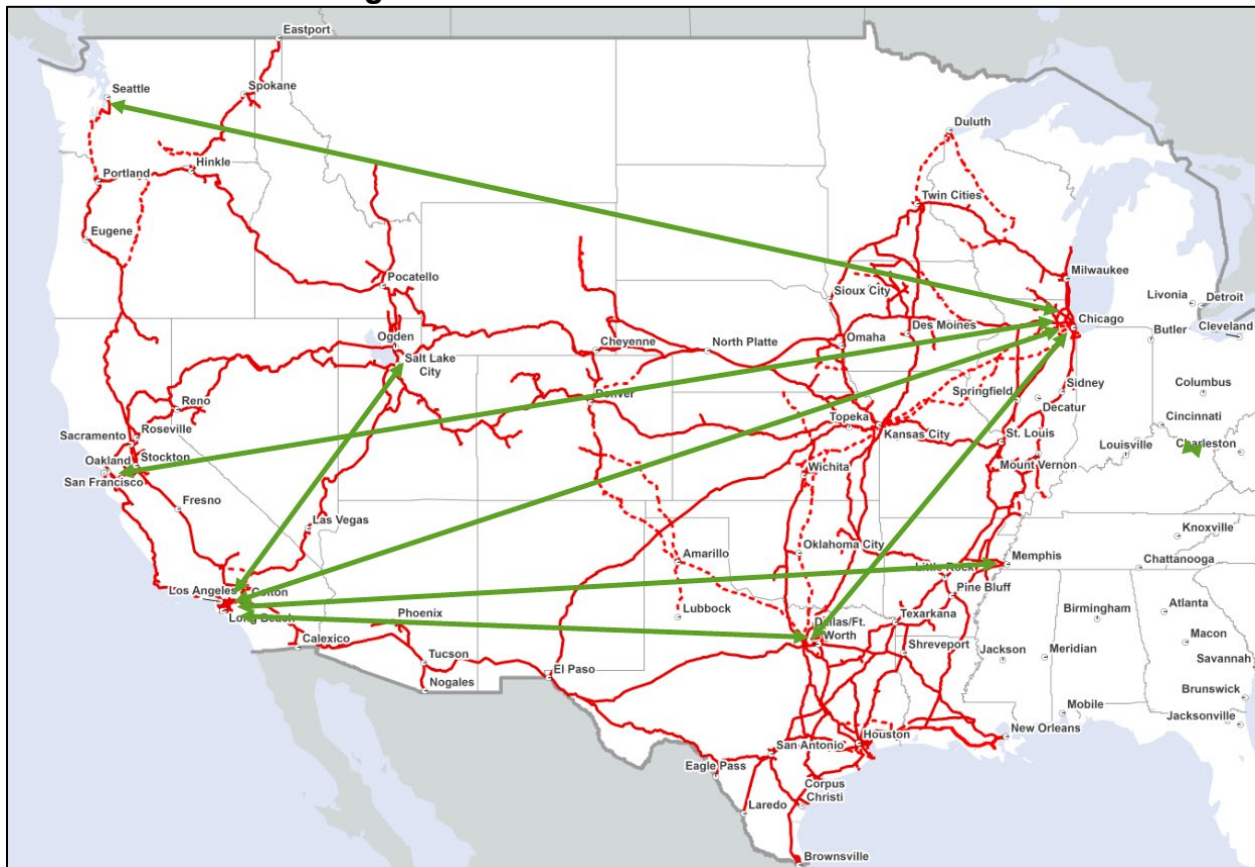 Eastport
Seattle
Spokane
Duluth
Hinkle
Portland
Twin Cities
Eugene
Milwaukee
Pocatello
Sioux City
Livonia
Detroit
Chicago
Butler
Cleveland
Ogden
Des Moines
Cheyenne
North Platte
Omaha
Salt Lake
City
Sidney
Columbus
Denver
Springfield
Decatur
Reno
Topeka
Cincinnati
Roseville
Kansas City
Sacramento
St. Louis
Louisville
Charleston
Oakland
Stockton
Mount Vernon
San Francisco
Wichita
Fresno
Las Vegas
Knoxville
Oklahoma City
Amarillo
Memphis
Chattanooga
Little Rock
Los Angeles
Colton
Pine Bluff
Long Beach
Phoenix
Lubbock
Texarkana
Birmingham
Atlanta
Dallas/Ft.
Worth
Calexico
Macon
Shreveport
Jackson
Meridian
Tucson
Savannah
El Paso
Nogales
Brunswick
Mobile
Jacksonville
New Orleans
Houston
San Antonio
Eagle Pass
Corpus
Christi
Laredo
Brownsville